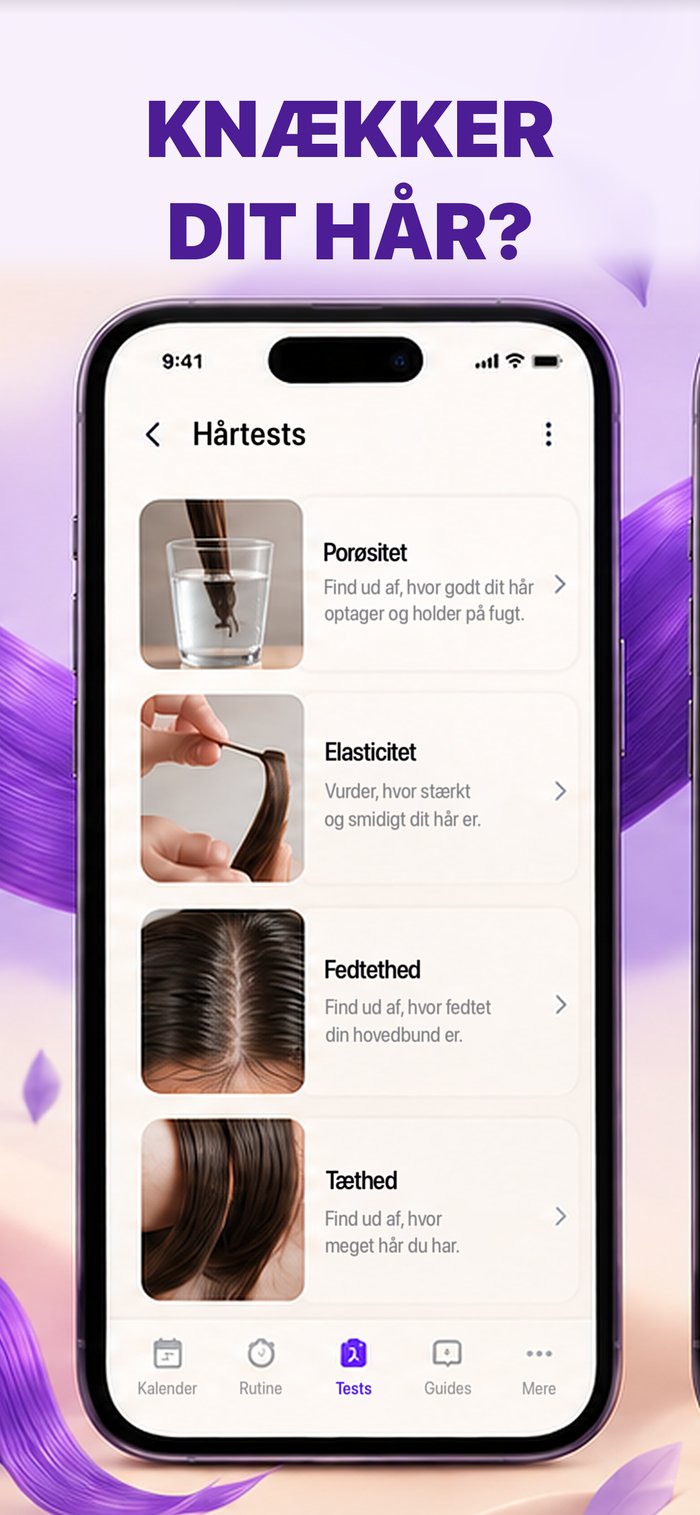 KNÆKKER
DIT HÅR?
9:41
Hårtests
Porøsitet
Find ud af, hvor godt dit hår
optager og holder på fugt.
Elasticitet
Vurder, hvor stærkt
og smidigt dit hår er.
Fedtethed
Find ud af, hvor fedtet
din hovedbund er.
Tæthed
Find ud af, hvor
meget hår du har.
Kalender
Rutine
Tests
Guides
Mere